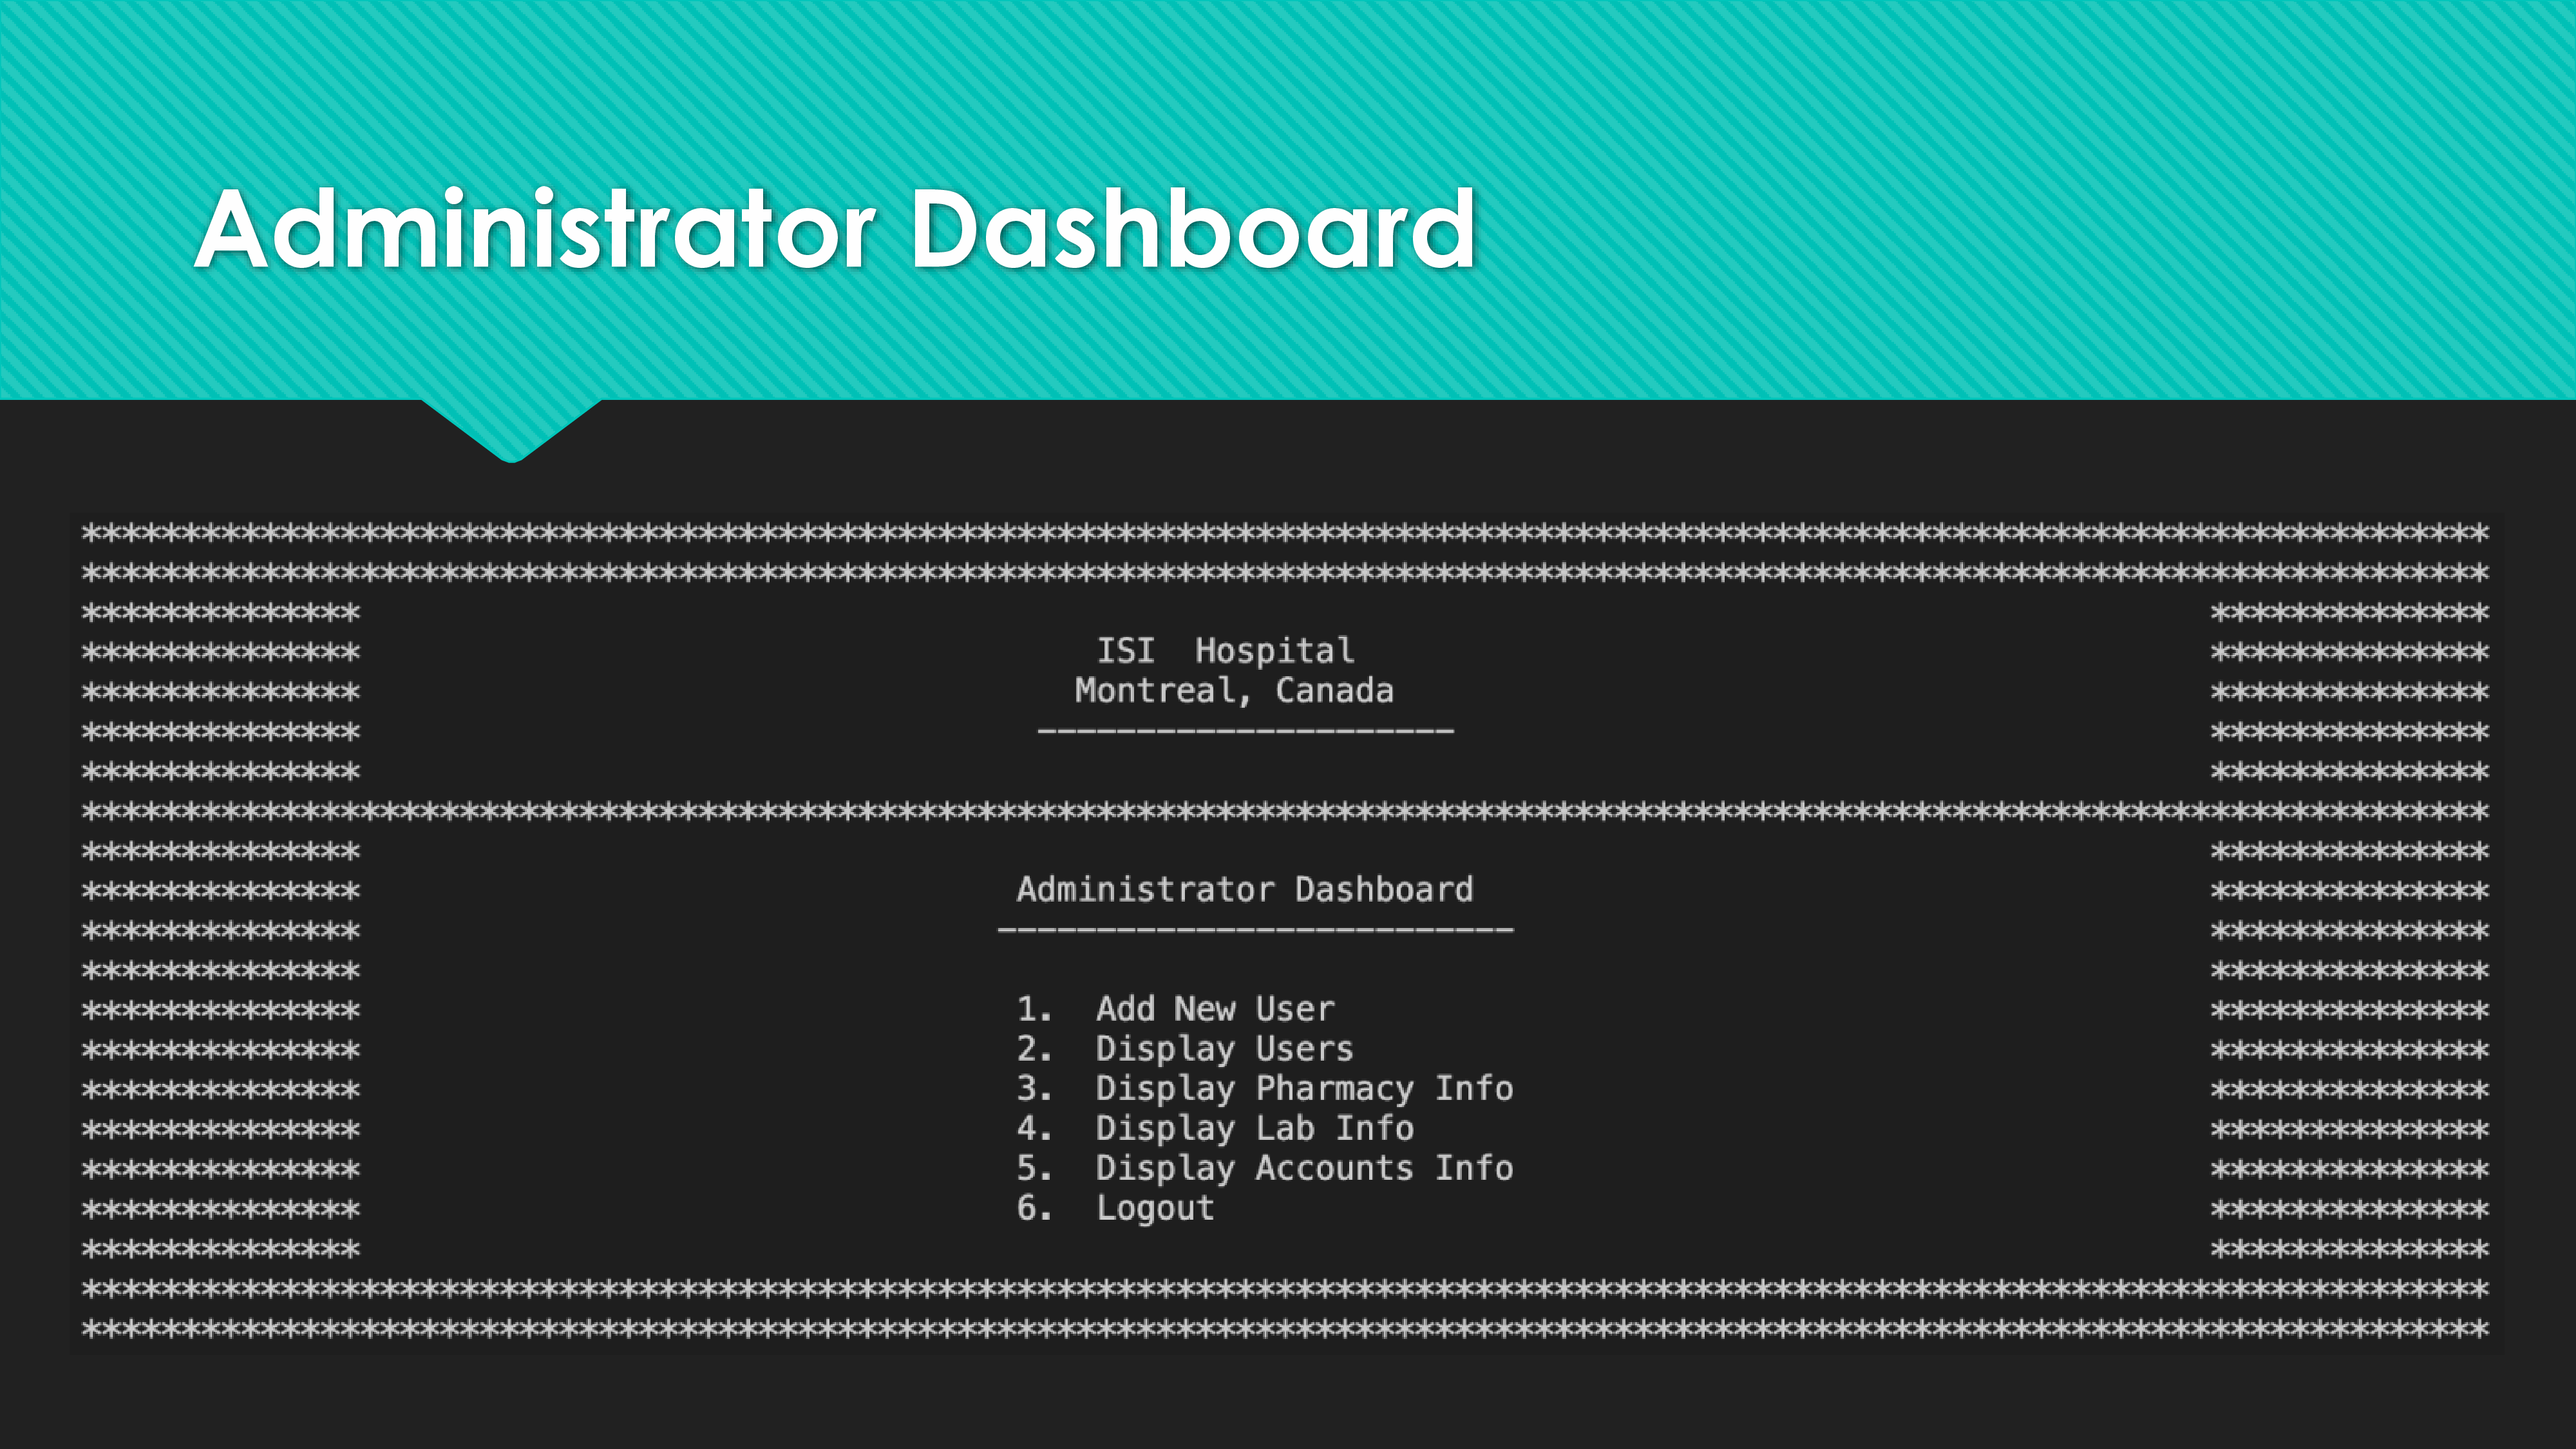 Administrator Dashboard
*************************************************************************************************************************
*************************************************************************************************************************
************** **************
************** ISI  Hospital **************
************** Montreal, Canada **************
************** --------------------- **************
************** **************
*************************************************************************************************************************
************** **************
************** Administrator Dashboard **************
************** -------------------------- **************
************** **************
************** 1.  Add New User **************
************** 2.  Display Users **************
************** 3.  Display Pharmacy Info **************
************** 4.  Display Lab Info **************
************** 5.  Display Accounts Info **************
************** 6.  Logout **************
************** **************
*************************************************************************************************************************
*************************************************************************************************************************